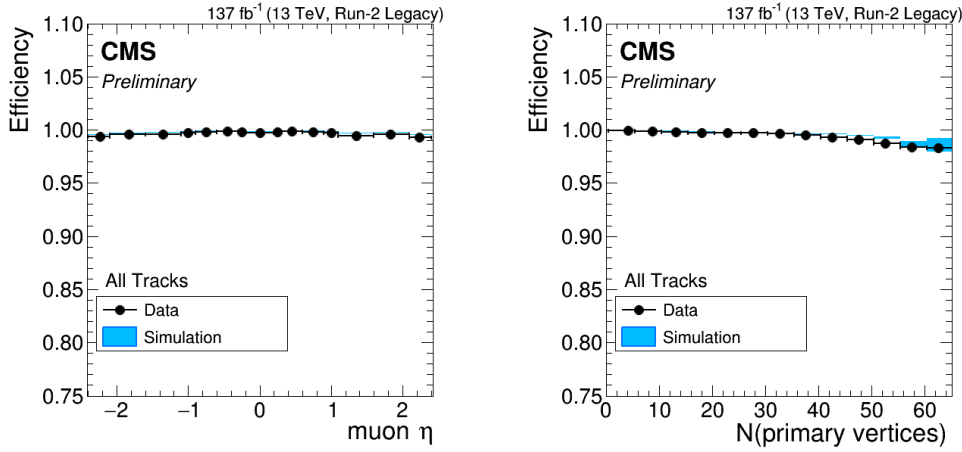 137 fb⁻¹ (13 TeV, Run-2 Legacy)
Efficiency
1.10
1.05
1.00
0.95
0.90
0.85
0.80
0.75
CMS
Preliminary
All Tracks
Data
Simulation
−2 −1 0 1 2
muon η
137 fb⁻¹ (13 TeV, Run-2 Legacy)
Efficiency
1.10
1.05
1.00
0.95
0.90
0.85
0.80
0.75
CMS
Preliminary
All Tracks
Data
Simulation
0 10 20 30 40 50 60
N(primary vertices)